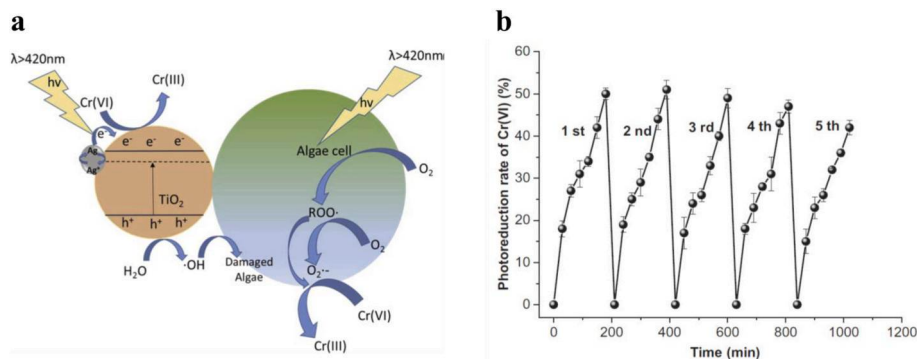 a
λ>420nm
hv
Cr(VI)
Cr(III)
e-
Ag
Ag+
e- e- e-
TiO2
h+ h+ h+
H2O
·OH
Damaged
Algae
λ>420nm
hv
Algae cell
O2
ROO·
O2
O2·-
Cr(VI)
Cr(III)
b
Photoreduction rate of Cr(VI) (%)
60
50
40
30
20
10
0
1 st 2 nd 3 rd 4 th 5 th
0 200 400 600 800 1000 1200
Time (min)